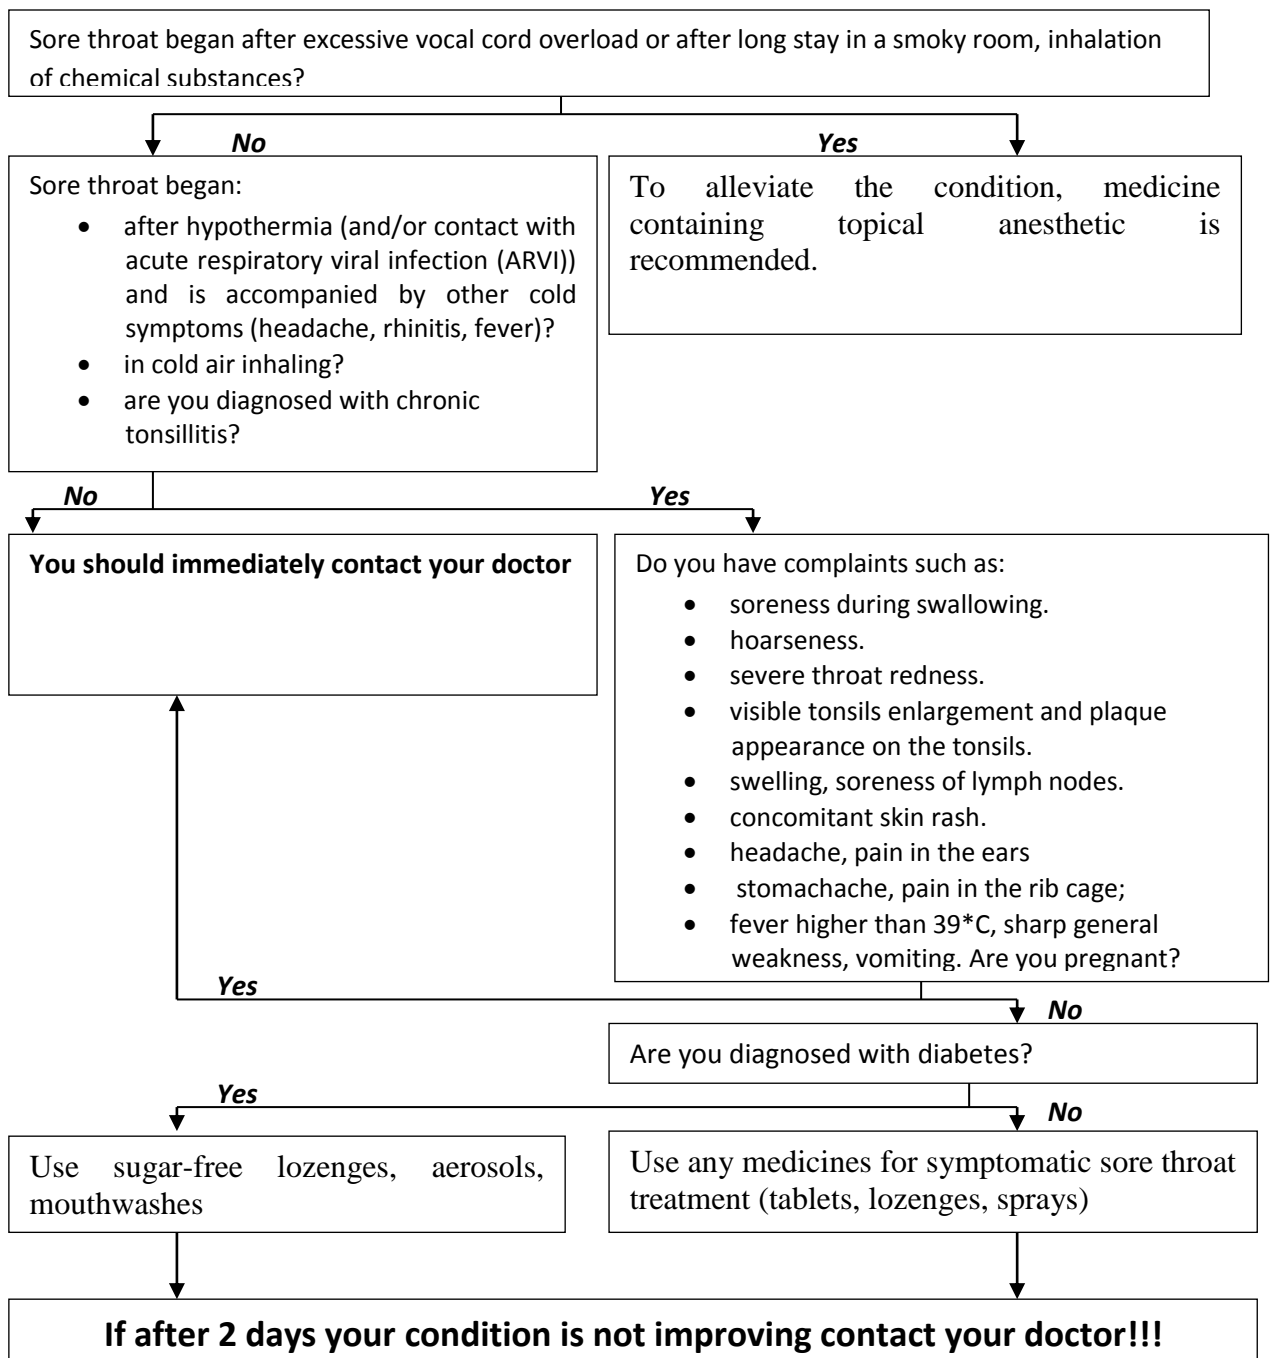 Sore throat began after excessive vocal cord overload or after long stay in a smoky room, inhalation
of chemical substances?
No
Yes
Sore throat began:
• after hypothermia (and/or contact with
acute respiratory viral infection (ARVI))
and is accompanied by other cold
symptoms (headache, rhinitis, fever)?
• in cold air inhaling?
• are you diagnosed with chronic
tonsillitis?
To alleviate the condition, medicine
containing topical anesthetic is
recommended.
No
Yes
You should immediately contact your doctor
Do you have complaints such as:
• soreness during swallowing.
• hoarseness.
• severe throat redness.
• visible tonsils enlargement and plaque
appearance on the tonsils.
• swelling, soreness of lymph nodes.
• concomitant skin rash.
• headache, pain in the ears
• stomachache, pain in the rib cage;
• fever higher than 39*C, sharp general
weakness, vomiting. Are you pregnant?
Yes
No
Are you diagnosed with diabetes?
Yes
No
Use sugar-free lozenges, aerosols,
mouthwashes
Use any medicines for symptomatic sore throat
treatment (tablets, lozenges, sprays)
If after 2 days your condition is not improving contact your doctor!!!